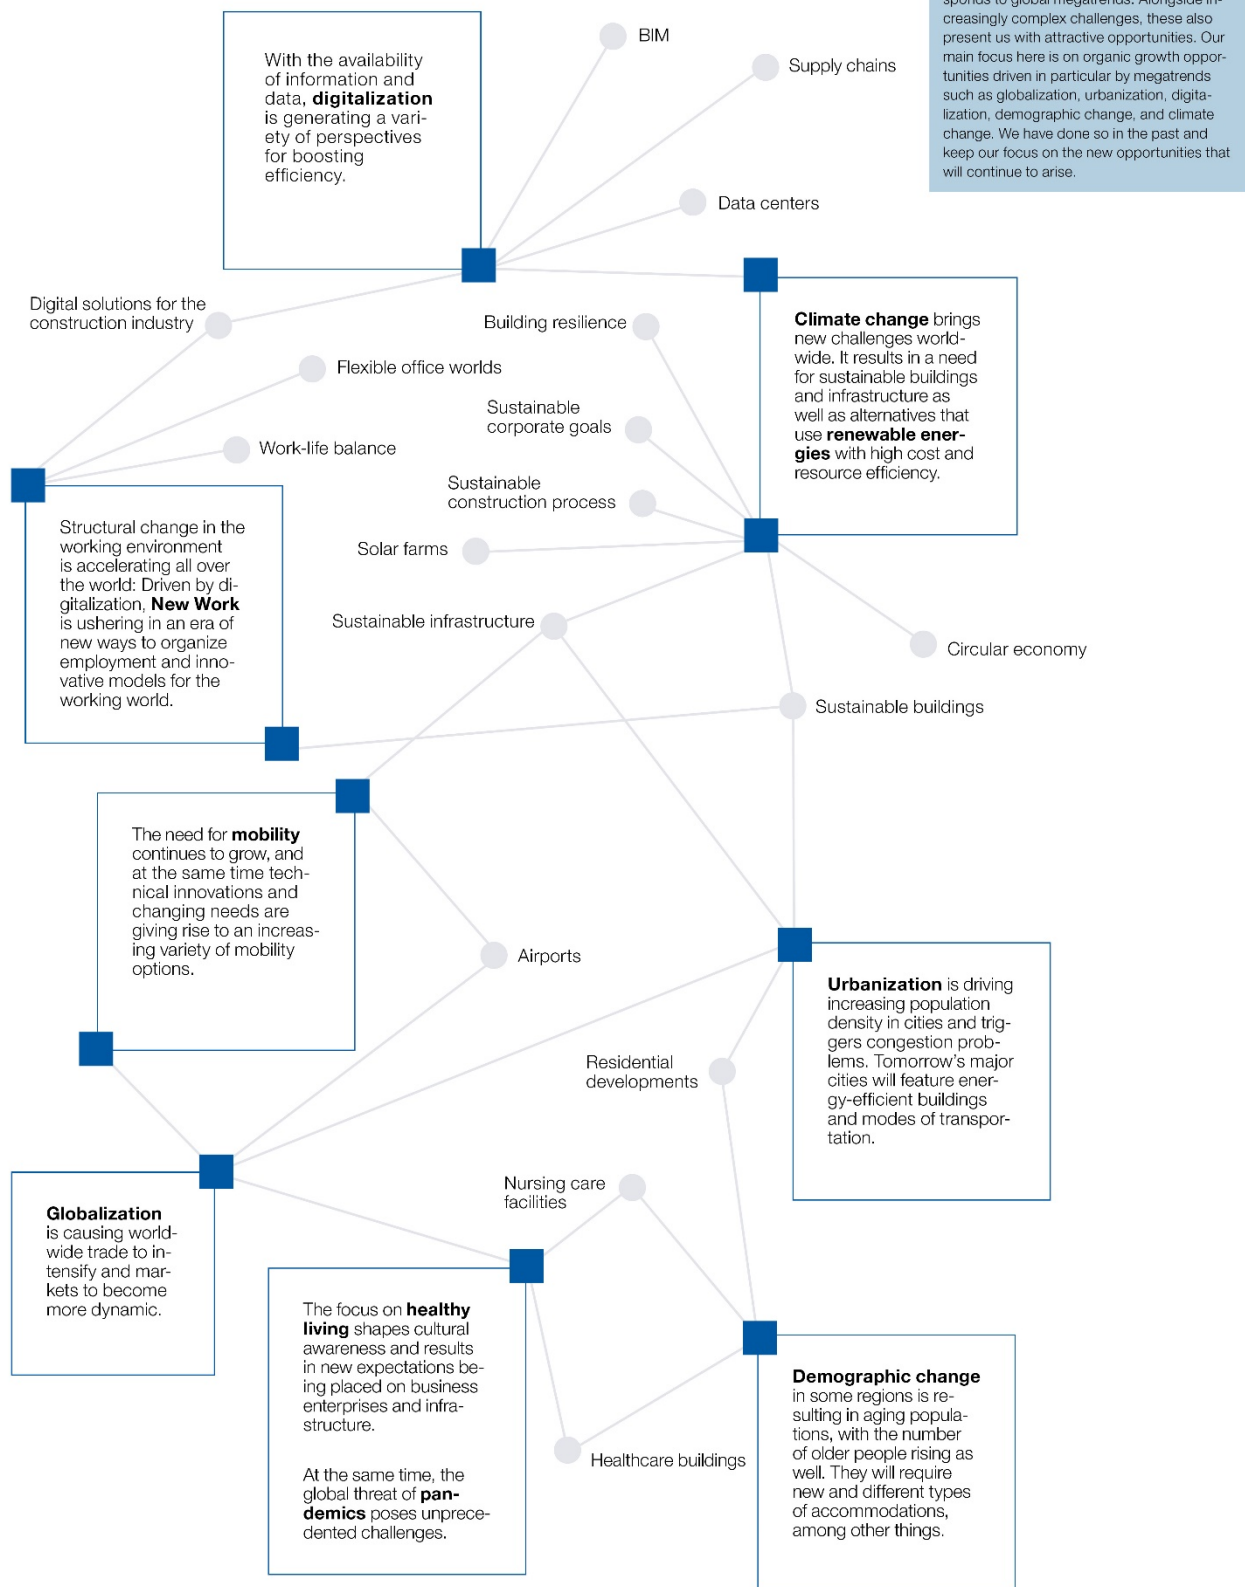 sponds to global megatrends. Alongside in-
creasingly complex challenges, these also
present us with attractive opportunities. Our
main focus here is on organic growth oppor-
tunities driven in particular by megatrends
such as globalization, urbanization, digita-
lization, demographic change, and climate
change. We have done so in the past and
keep our focus on the new opportunities that
will continue to arise.
With the availability
of information and
data, digitalization
is generating a vari-
ety of perspectives
for boosting
efficiency.
BIM
Supply chains
Data centers
Digital solutions for the
construction industry
Building resilience
Flexible office worlds
Sustainable
corporate goals
Work-life balance
Sustainable
construction process
Solar farms
Climate change brings
new challenges world-
wide. It results in a need
for sustainable buildings
and infrastructure as
well as alternatives that
use renewable ener-
gies with high cost and
resource efficiency.
Structural change in the
working environment
is accelerating all over
the world: Driven by di-
gitalization, New Work
is ushering in an era of
new ways to organize
employment and inno-
vative models for the
working world.
Sustainable infrastructure
Circular economy
Sustainable buildings
The need for mobility
continues to grow, and
at the same time tech-
nical innovations and
changing needs are
giving rise to an increas-
ing variety of mobility
options.
Airports
Urbanization is driving
increasing population
density in cities and trig-
gers congestion prob-
lems. Tomorrow's major
cities will feature ener-
gy-efficient buildings
and modes of transpor-
tation.
Residential
developments
Nursing care
facilities
Globalization
is causing world-
wide trade to in-
tensify and mar-
kets to become
more dynamic.
The focus on healthy
living shapes cultural
awareness and results
in new expectations be-
ing placed on business
enterprises and infra-
structure.
At the same time, the
global threat of pan-
demics poses unprece-
dented challenges.
Healthcare buildings
Demographic change
in some regions is re-
sulting in aging popula-
tions, with the number
of older people rising as
well. They will require
new and different types
of accommodations,
among other things.